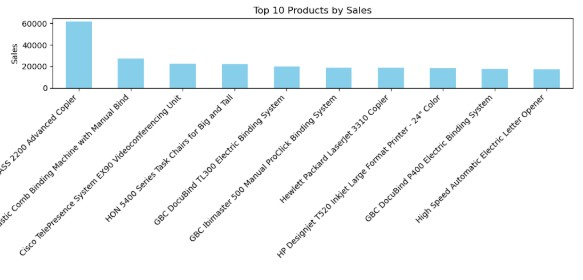 Top 10 Products by Sales
Sales
60000
40000
20000
0
2200 Advanced Copier
Comb Binding Machine with Manual Bind
Cisco TelePresence System EX90 Videoconferencing Unit
HON 5400 Series Task Chairs for Big and Tall
GBC DocuBind TL300 Electric Binding System
GBC Ibimaster 500 Manual ProClick Binding System
Hewlett Packard LaserJet 3310 Copier
HP Designjet T520 Inkjet Large Format Printer - 24" Color
GBC DocuBind P400 Electric Binding System
High Speed Automatic Electric Letter Opener